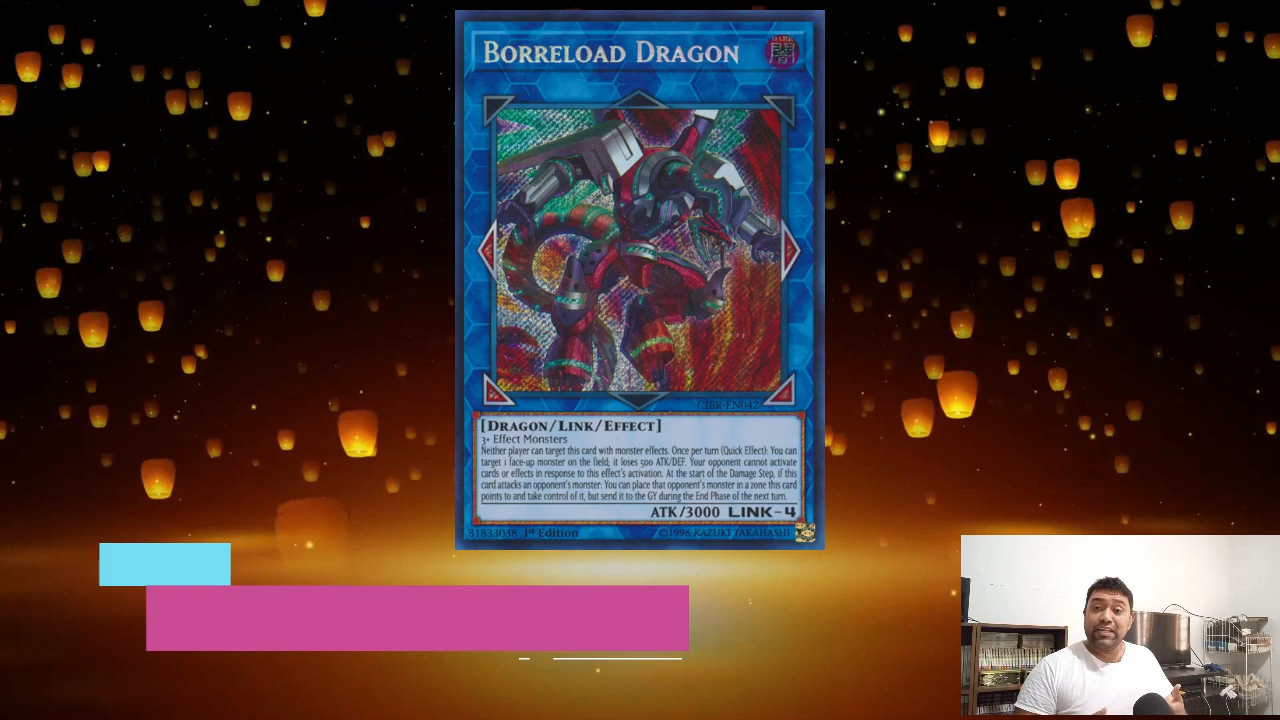 BORRELOAD DRAGON
DARK
CIBR-EN042
[DRAGON/LINK/EFFECT]
3+ Effect Monsters
Neither player can target this card with monster effects. Once per turn (Quick Effect): You can
target 1 face-up monster on the field; it loses 500 ATK/DEF. Your opponent cannot activate
cards or effects in response to this effect's activation. At the start of the Damage Step, if this
card attacks an opponent's monster: You can place that opponent's monster in a zone this card
points to and take control of it, but send it to the GY during the End Phase of the next turn.
ATK/3000 LINK-4
31833038 1st Edition ©1996 KAZUKI TAKAHASHI